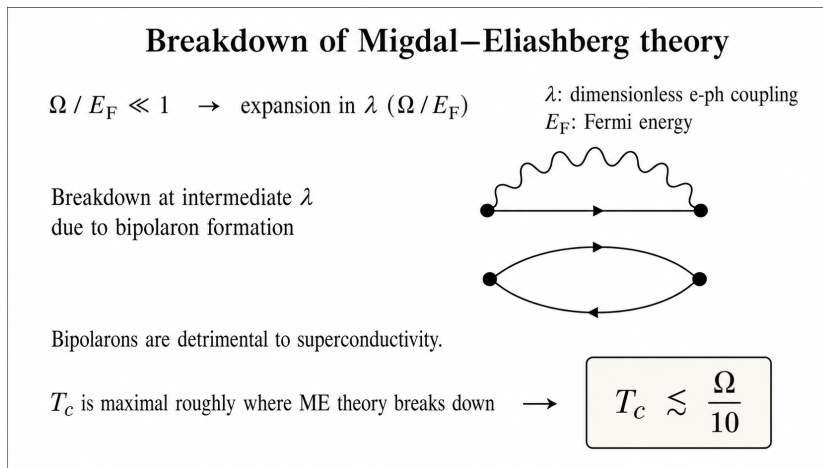 Breakdown of Migdal–Eliashberg theory
Ω / E_F ≪ 1 → expansion in λ (Ω / E_F)
λ: dimensionless e-ph coupling
E_F: Fermi energy
Breakdown at intermediate λ
due to bipolaron formation
Bipolarons are detrimental to superconductivity.
T_c is maximal roughly where ME theory breaks down →
T_c ≲ Ω / 10